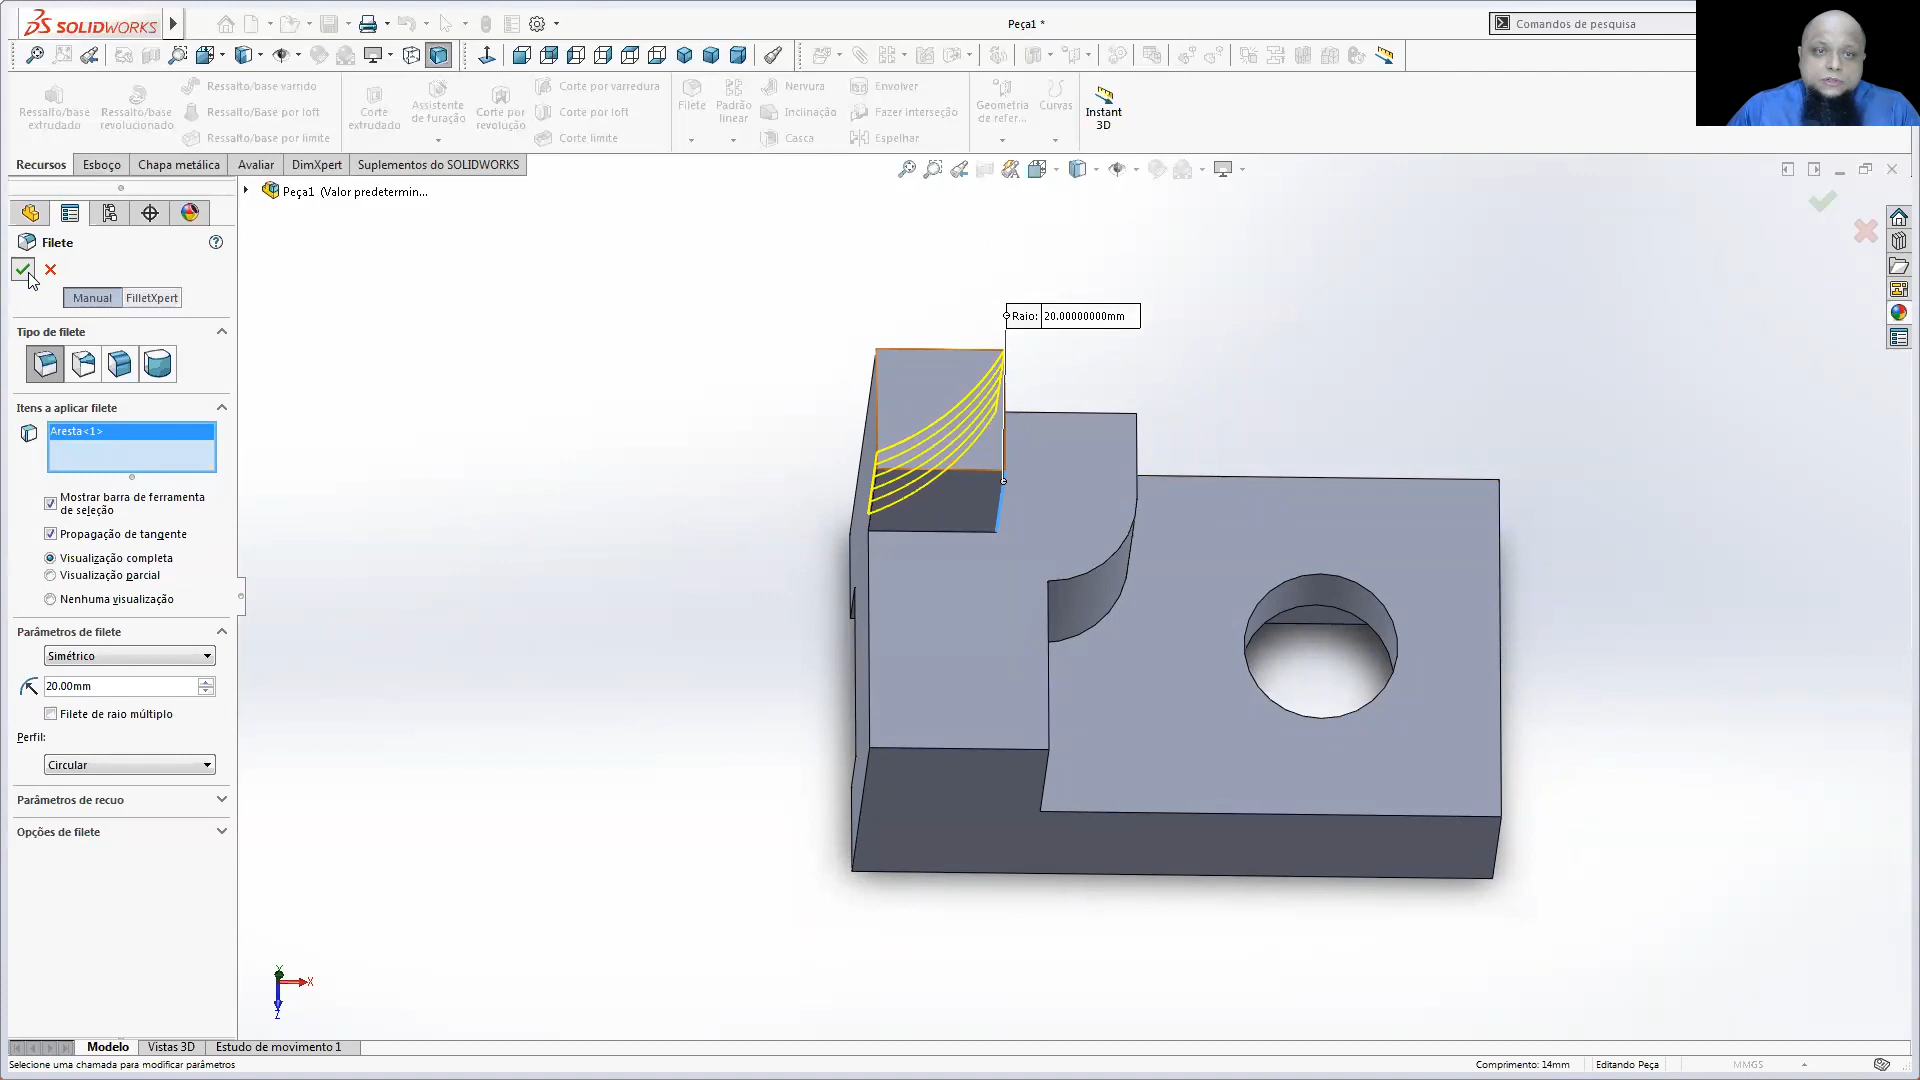 SOLIDWORKS
Peça1 *
Comandos de pesquisa
Ressalto/base extrudado
Ressalto/base revolucionado
Ressalto/base varrido
Ressalto/base por loft
Ressalto/base por limite
Corte extrudado
Assistente de furação
Corte por revolução
Corte por varredura
Corte por loft
Corte limite
Filete
Padrão linear
Nervura
Inclinação
Casca
Envolver
Fazer interseção
Espelhar
Geometria de refer...
Curvas
Instant 3D
Recursos
Esboço
Chapa metálica
Avaliar
DimXpert
Suplementos do SOLIDWORKS
Peça1 (Valor predetermin...
Filete
Manual
FilletXpert
Tipo de filete
Itens a aplicar filete
Aresta<1>
Mostrar barra de ferramenta
de seleção
Propagação de tangente
Visualização completa
Visualização parcial
Nenhuma visualização
Parâmetros de filete
Simétrico
20.00mm
Filete de raio múltiplo
Perfil:
Circular
Parâmetros de recuo
Opções de filete
Raio: 20.00000000mm
Y
X
Z
Modelo
Vistas 3D
Estudo de movimento 1
Selecione uma chamada para modificar parâmetros
Comprimento: 14mm
Editando Peça
MMGS